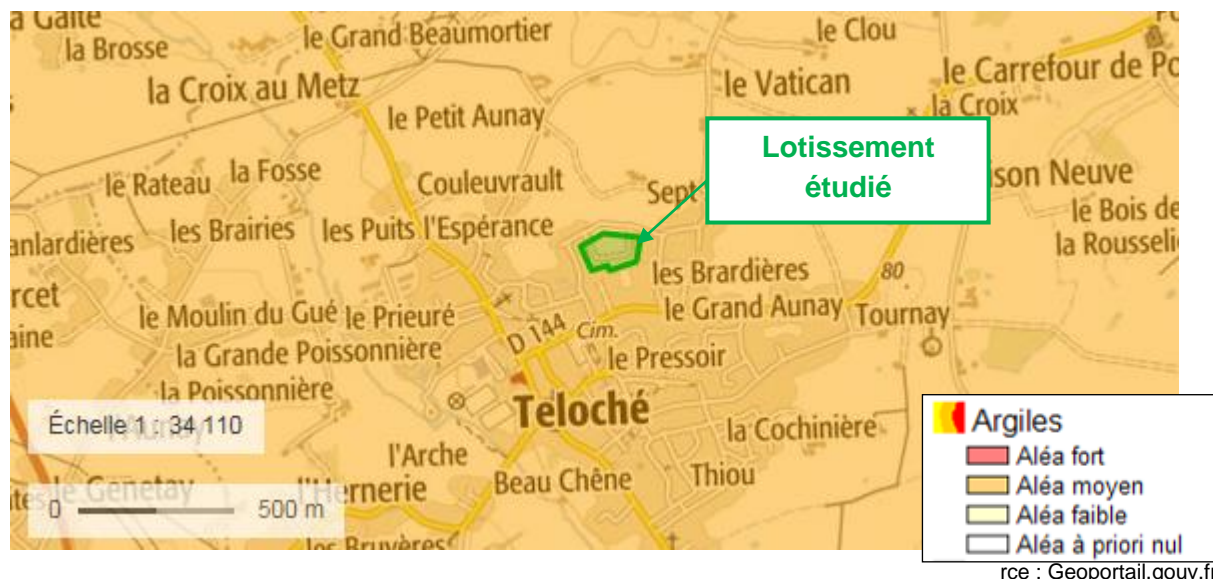 a Gaîté
la Brosse
le Grand Beaumortier
le Clou
la Croix au Metz
le Vatican
le Carrefour de Po
la Croix
le Petit Aunay
Lotissement
étudié
le Rateau
la Fosse
Couleuvrault
Sept
ison Neuve
anlardières
les Brairies
les Puits
l'Espérance
le Bois de
la Rousseli
les Brardières
80
rcet
aine
le Moulin du Gué
le Prieuré
le Grand Aunay
Tournay
D 144
Cim.
la Grande Poissonnière
le Pressoir
la Poissonnière
Teloché
Échelle 1 : 34 110
la Cochinière
l'Arche
Beau Chêne
Thiou
le Genetay
l'Hernerie
0
500 m
les Bruyères
Argiles
Aléa fort
Aléa moyen
Aléa faible
Aléa à priori nul
rce : Geoportail.gouv.fr